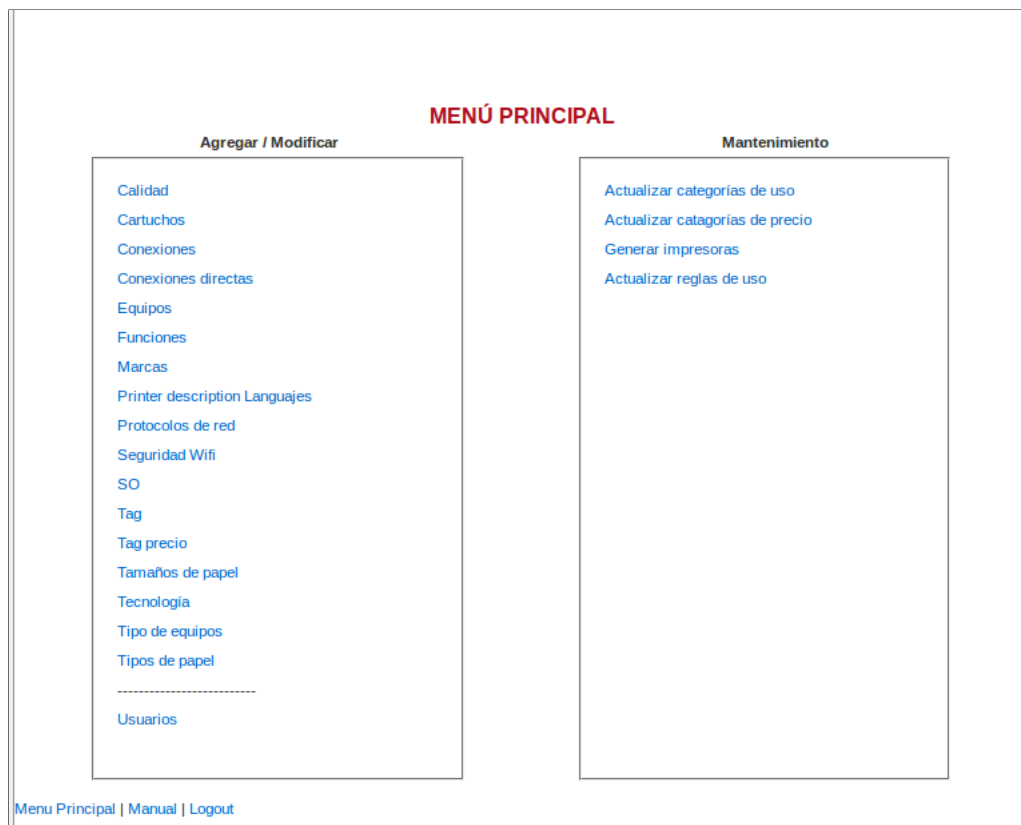 MENÚ PRINCIPAL
Agregar / Modificar
Calidad
Cartuchos
Conexiones
Conexiones directas
Equipos
Funciones
Marcas
Printer description Languajes
Protocolos de red
Seguridad Wifi
SO
Tag
Tag precio
Tamaños de papel
Tecnología
Tipo de equipos
Tipos de papel
--------------------------
Usuarios
Mantenimiento
Actualizar categorías de uso
Actualizar catagorías de precio
Generar impresoras
Actualizar reglas de uso
Menu Principal | Manual | Logout